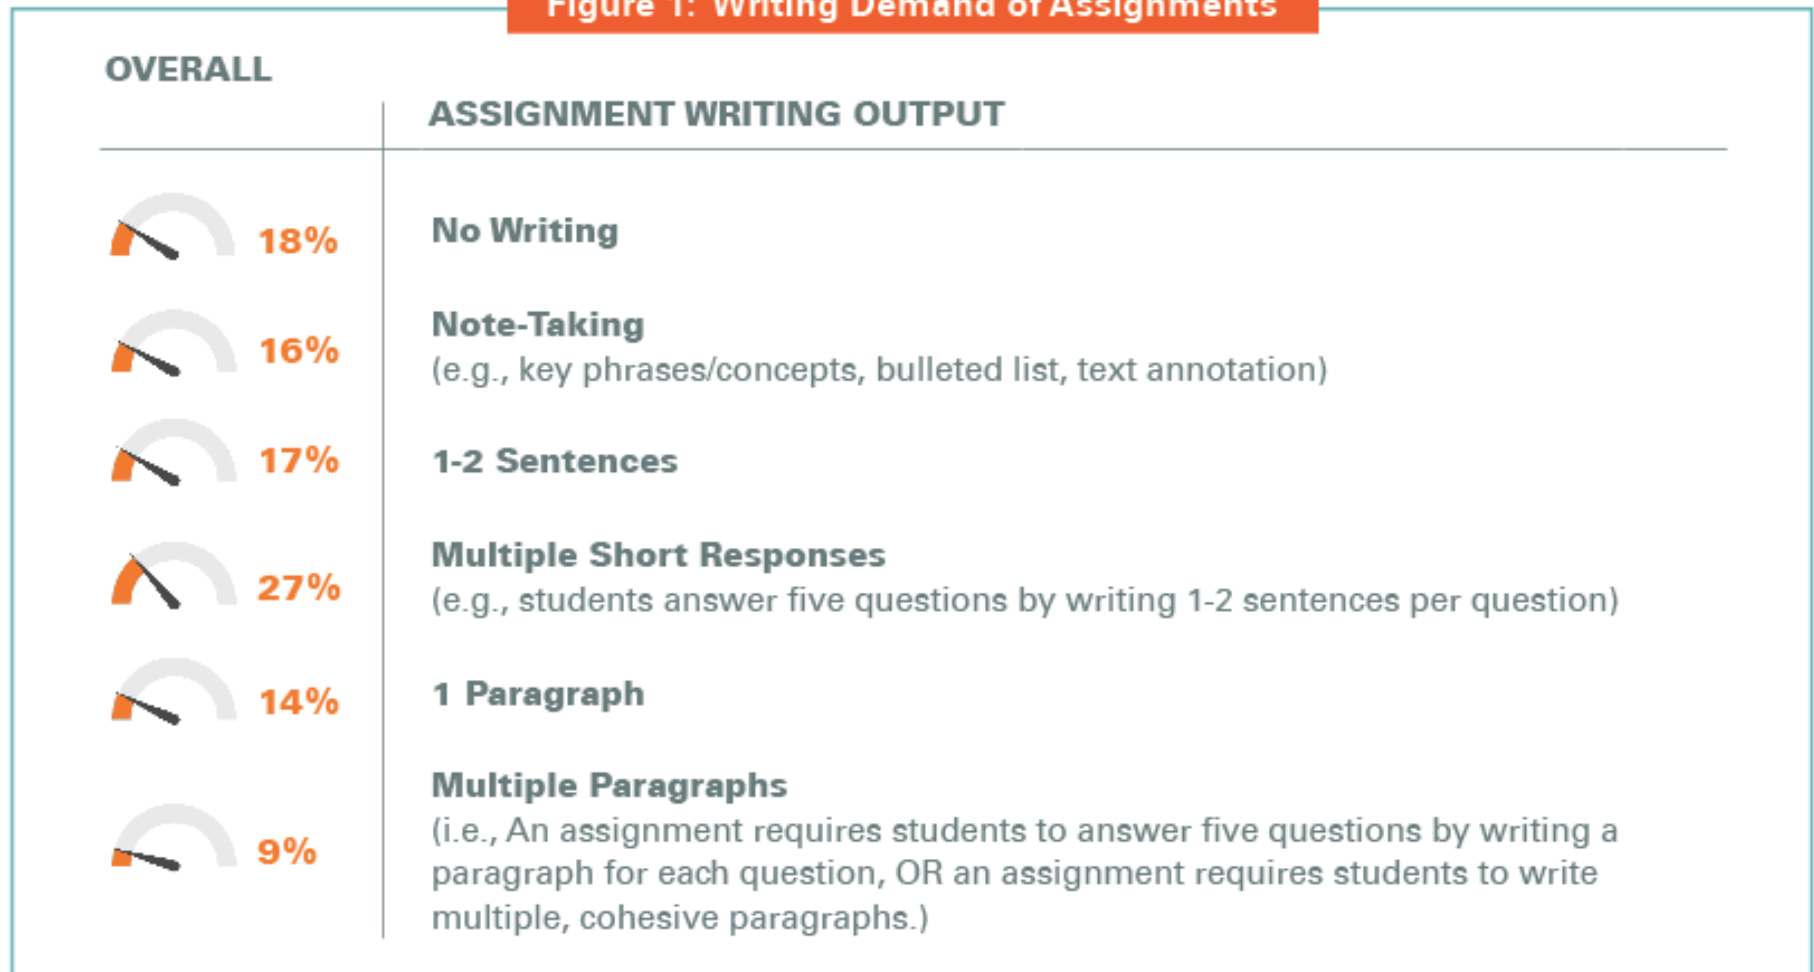 Figure 1: Writing Demand of Assignments
OVERALL
ASSIGNMENT WRITING OUTPUT
18%
No Writing
Note-Taking
16%
(e.g., key phrases/concepts, bulleted list, text annotation)
17%
1-2 Sentences
Multiple Short Responses
27%
(e.g., students answer five questions by writing 1-2 sentences per question)
14%
1 Paragraph
Multiple Paragraphs
(i.e., An assignment requires students to answer five questions by writing a
9%
paragraph for each question, OR an assignment requires students to write
multiple, cohesive paragraphs.)